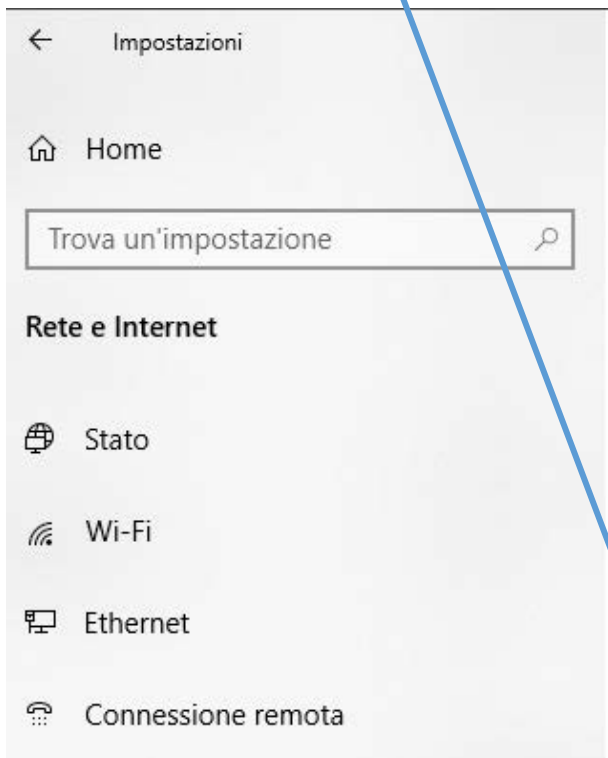 Impostazioni
Home
Trova un'impostazione
Rete e Internet
Stato
Wi-Fi
Ethernet
Connessione remota